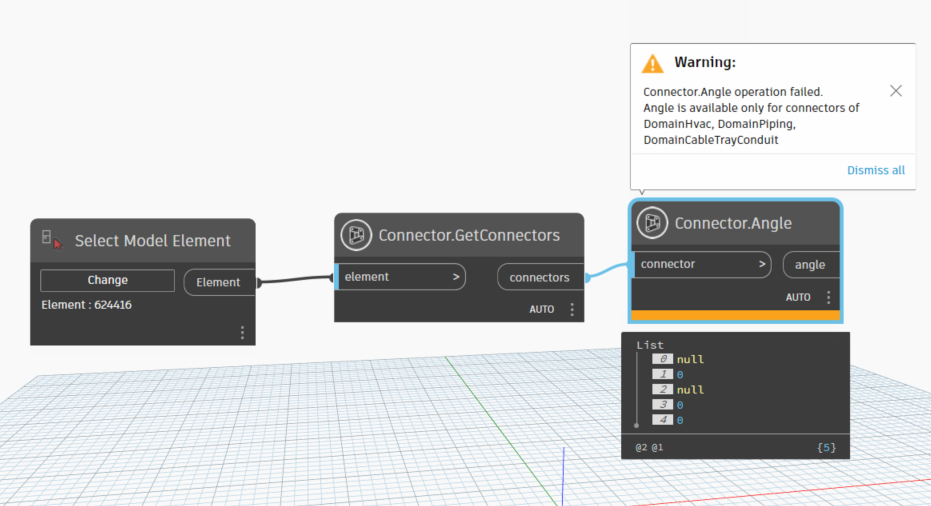 Warning:
Connector.Angle operation failed.
Angle is available only for connectors of
DomainHvac, DomainPiping,
DomainCableTrayConduit
Dismiss all
Select Model Element
Change
Element
Element : 624416
Connector.GetConnectors
element >
connectors
AUTO
Connector.Angle
connector >
angle
AUTO
List
0 null
1 0
2 null
3 0
4 0
@2 @1 {5}